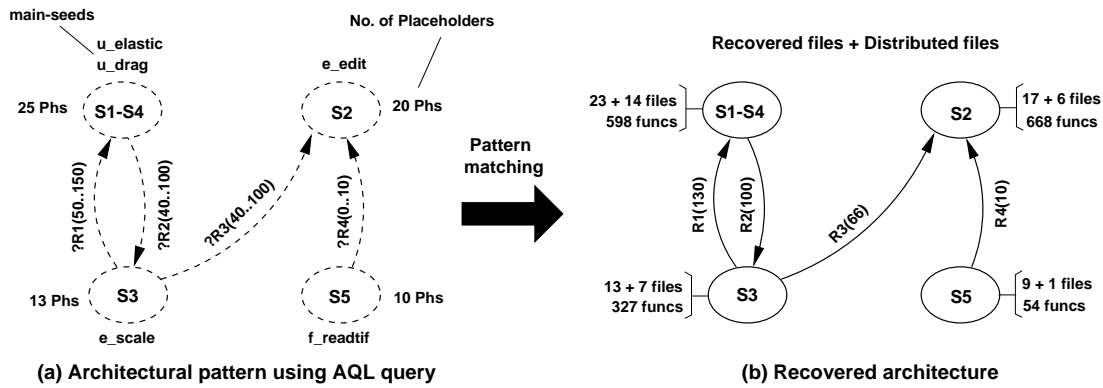 main-seeds
u_elastic
u_drag
No. of Placeholders
e_edit
25 Phs
S1-S4
S2
20 Phs
?R1(50..150)
?R2(40..100)
?R3(40..100)
?R4(0..10)
13 Phs
S3
S5
10 Phs
e_scale
f_readtif
(a) Architectural pattern using AQL query
Pattern
matching
Recovered files + Distributed files
23 + 14 files
598 funcs
S1-S4
S2
17 + 6 files
668 funcs
R1(130)
R2(100)
R3(66)
R4(10)
13 + 7 files
327 funcs
S3
S5
9 + 1 files
54 funcs
(b) Recovered architecture